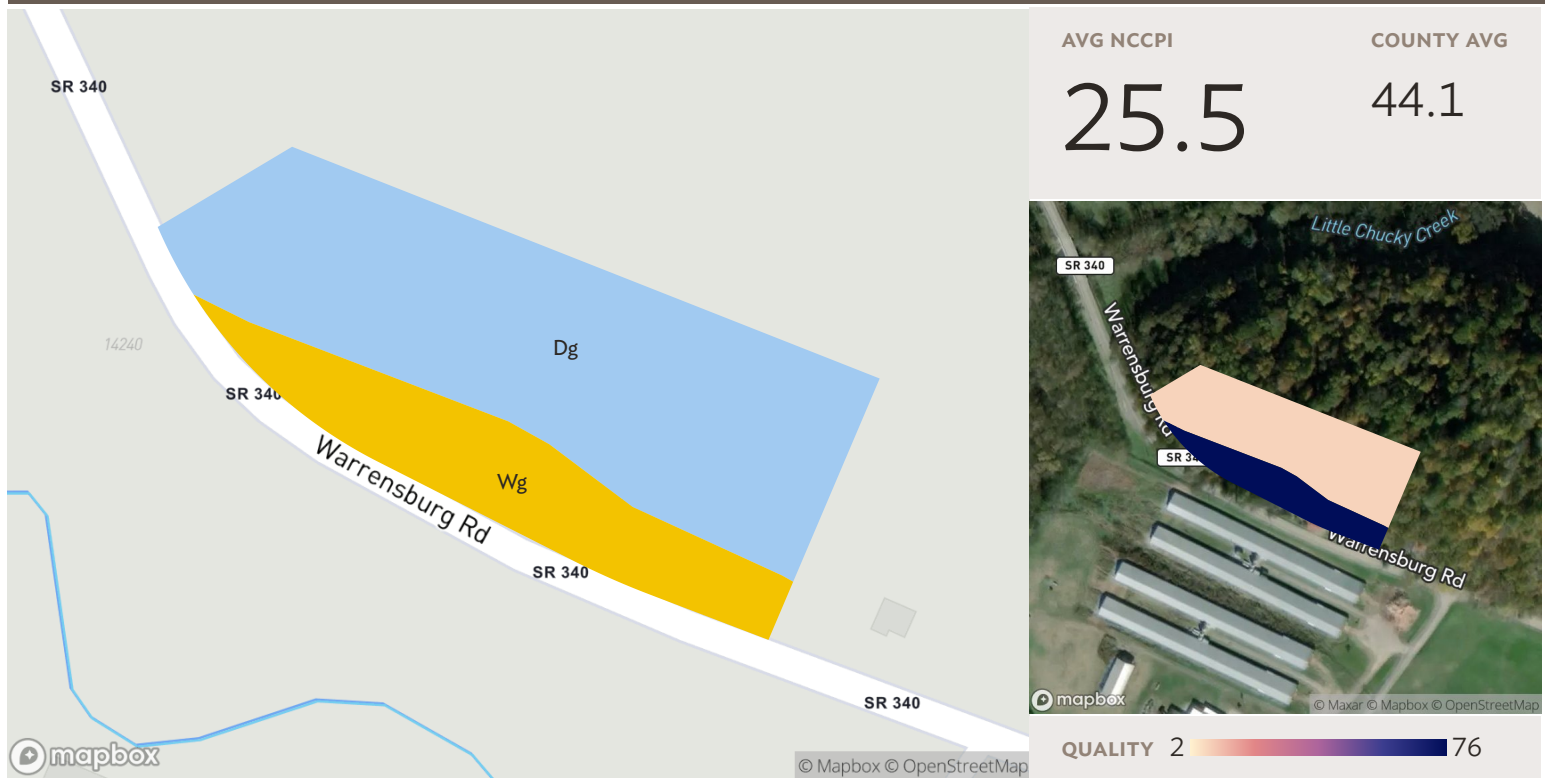 SR 340
14240
Dg
SR 340
Warrensburg Rd
Wg
SR 340
SR 340
mapbox
© Mapbox © OpenStreetMap
AVG NCCPI
COUNTY AVG
25.5
44.1
Little Chucky Creek
SR 340
Warrensburg Rd
SR 34
Warrensburg Rd
mapbox
© Maxar © Mapbox © OpenStreetMap
QUALITY 2 76